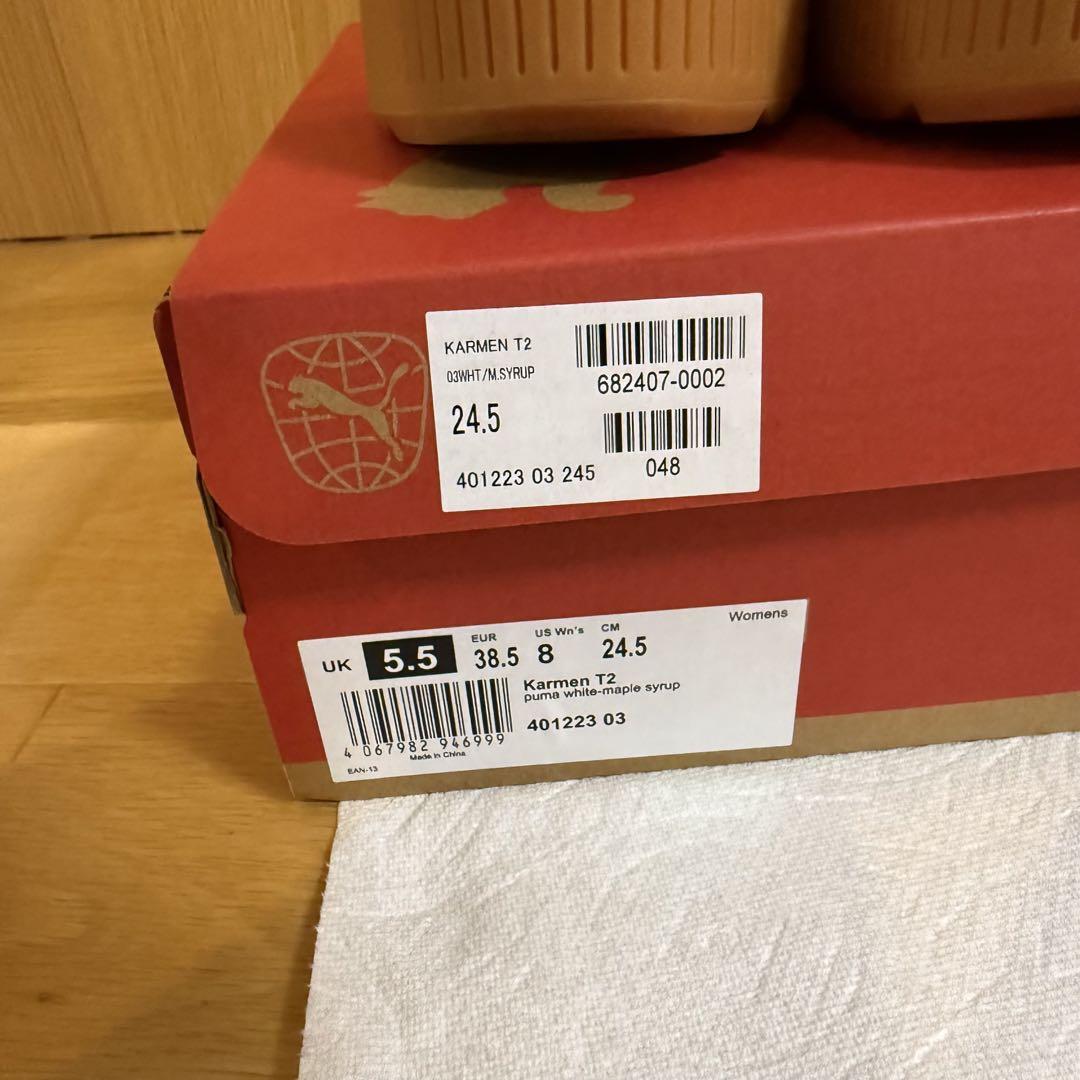 KARMEN T2
03WHT/M.SYRUP
682407-0002
24.5
401223 03 245
048
Womens
UK 5.5 EUR 38.5 US Wn's 8 CM 24.5
Karmen T2
puma white-maple syrup
401223 03
4 067982 946999
Made in China
EAN-13